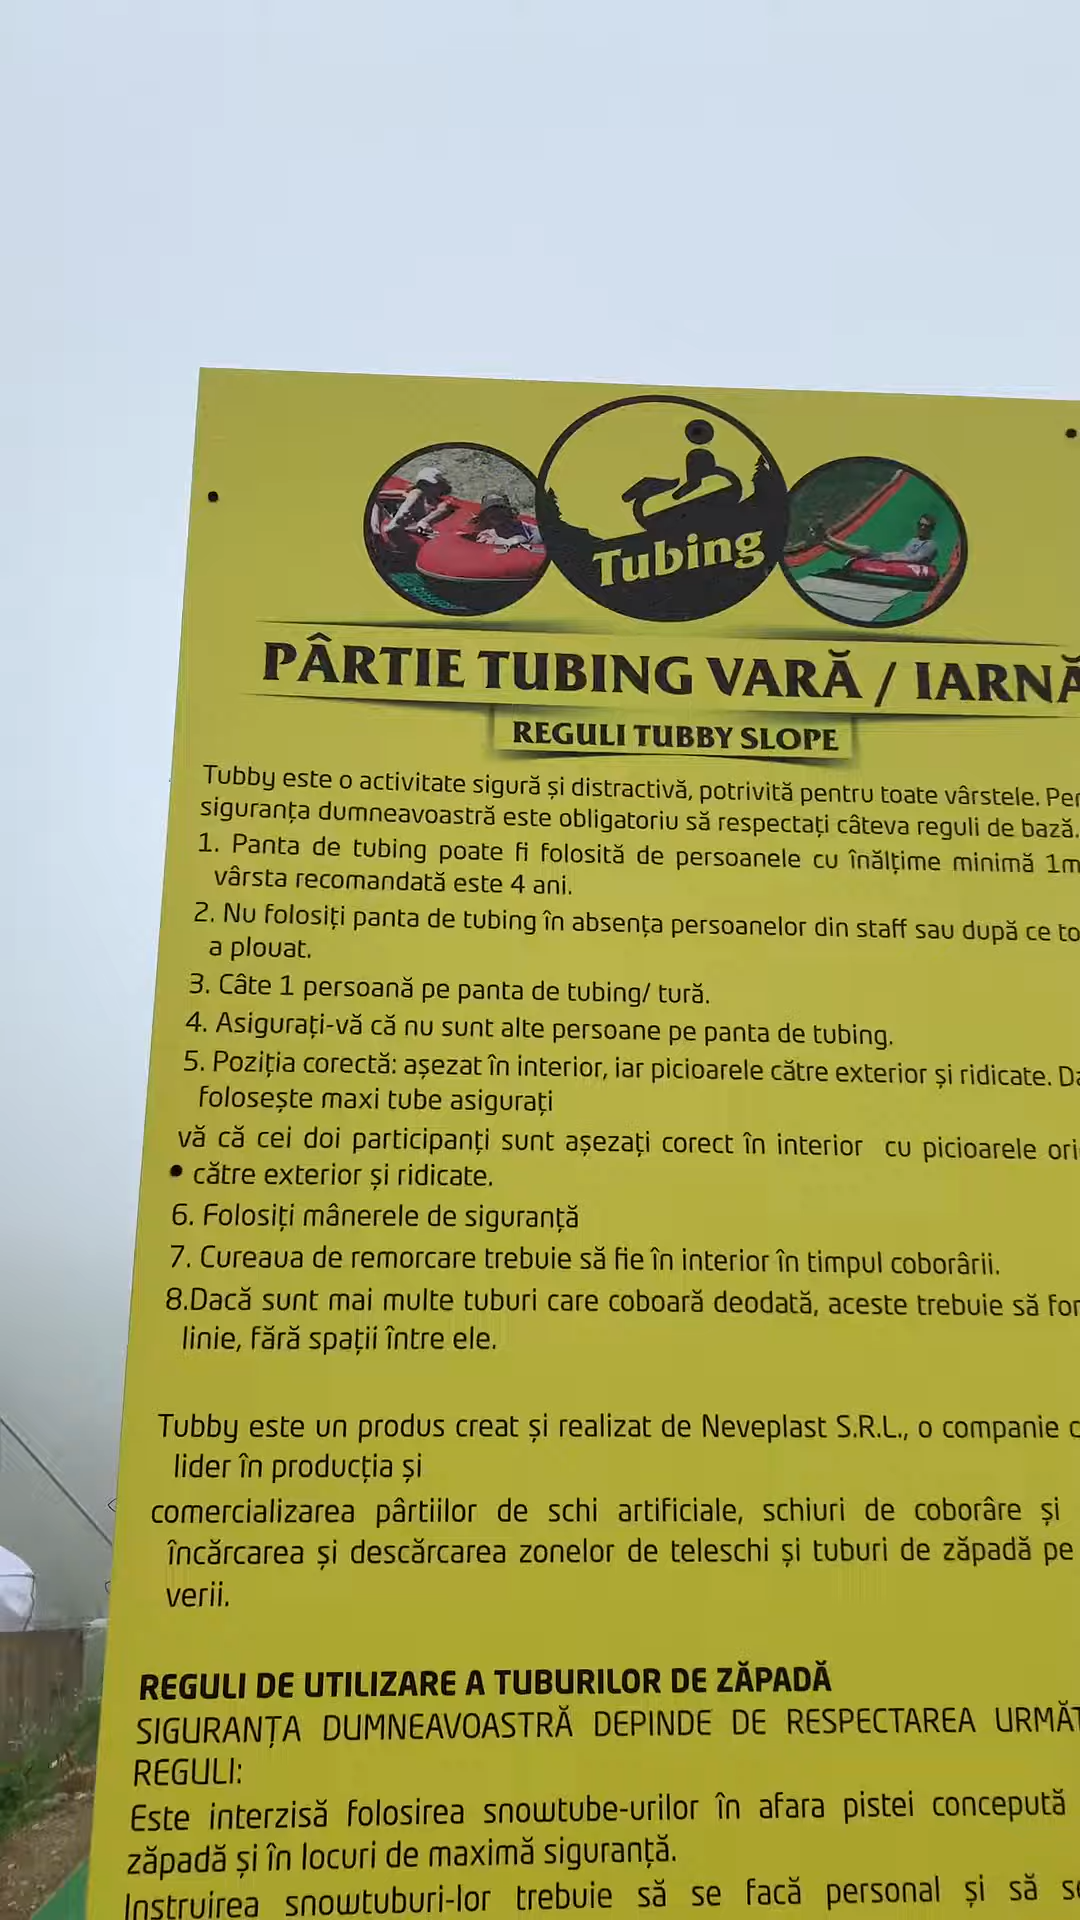 Tubing
PÂRTIE TUBING VARĂ / IARNĂ
REGULI TUBBY SLOPE
Tubby este o activitate sigură și distractivă, potrivită pentru toate vârstele.
siguranța dumneavoastră este obligatoriu să respectați câteva reguli de bază.
1. Panta de tubing poate fi folosită de persoanele cu înălțime minimă 1m
vârsta recomandată este 4 ani.
2. Nu folosiți panta de tubing în absența persoanelor din staff sau după ce
a plouat.
3. Câte 1 persoană pe panta de tubing/ tură.
4. Asigurați-vă că nu sunt alte persoane pe panta de tubing.
5. Poziția corectă: așezat în interior, iar picioarele către exterior și ridicate.
folosește maxi tube asigurați
vă că cei doi participanți sunt așezați corect în interior cu picioarele
• către exterior și ridicate.
6. Folosiți mânerele de siguranță
7. Cureaua de remorcare trebuie să fie în interior în timpul coborârii.
8.Dacă sunt mai multe tuburi care coboară deodată, aceste trebuie să
linie, fără spații între ele.
Tubby este un produs creat și realizat de Neveplast S.R.L., o companie
lider în producția și
comercializarea pârtiilor de schi artificiale, schiuri de coborâre și
încărcarea și descărcarea zonelor de teleschi și tuburi de zăpadă pe
verii.
REGULI DE UTILIZARE A TUBURILOR DE ZĂPADĂ
SIGURANȚA DUMNEAVOASTRĂ DEPINDE DE RESPECTAREA
REGULI:
Este interzisă folosirea snowtube-urilor în afara pistei concepută
zăpadă și în locuri de maximă siguranță.
Instruirea snowtuburi-lor trebuie să se facă personal și să